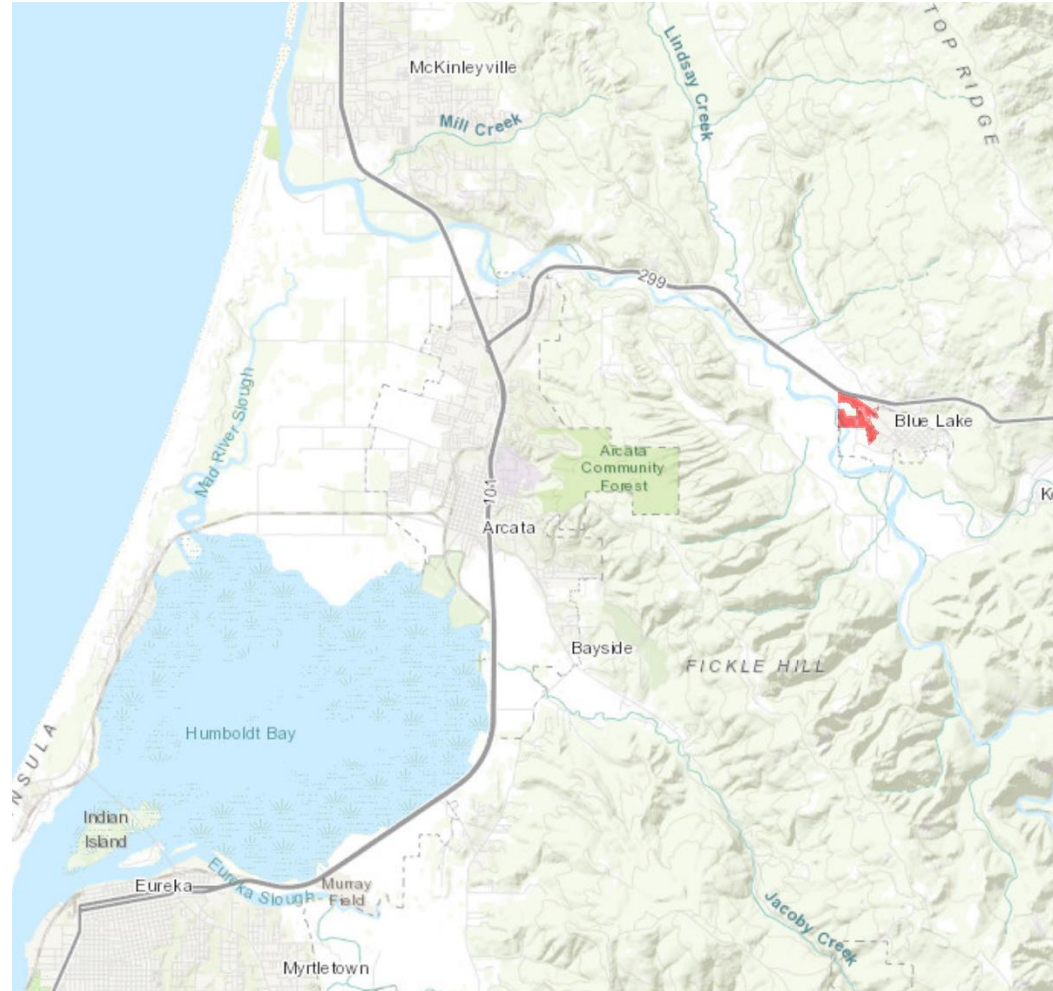 McKinleyville
Mill Creek
Lindsay Creek
TOP RIDGE
299
Mad River Slough
Blue Lake
Arcata
Community
Forest
101
Arcata
Bayside
FICKLE HILL
Humboldt Bay
NSULA
Indian
Island
Eureka
Eureka Slough
Murray
Field
Jacoby Creek
Myrtletown